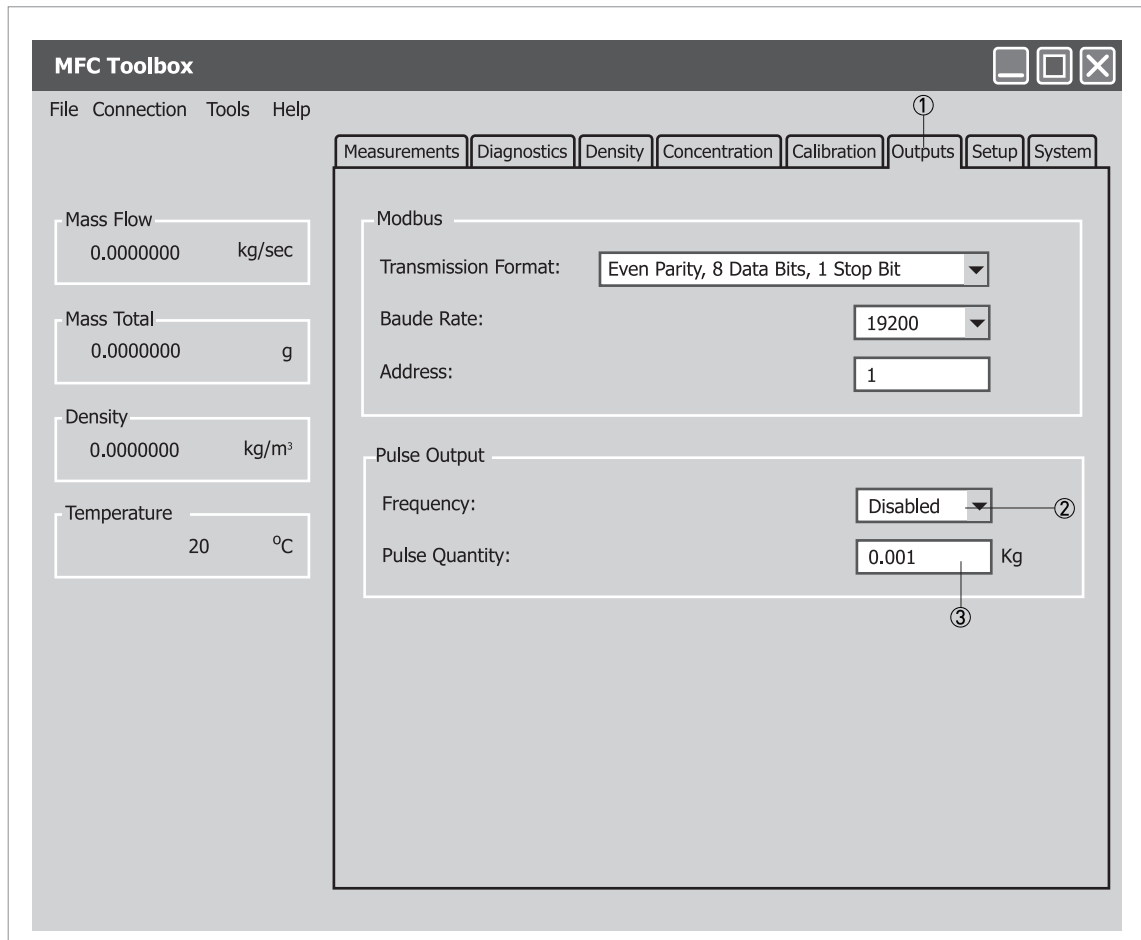 MFC Toolbox
File Connection Tools Help
①
Measurements Diagnostics Density Concentration Calibration Outputs Setup System
Mass Flow
0.0000000 kg/sec
Mass Total
0.0000000 g
Density
0.0000000 kg/m³
Temperature
20 °C
Modbus
Transmission Format: Even Parity, 8 Data Bits, 1 Stop Bit
Baude Rate: 19200
Address: 1
Pulse Output
Frequency: Disabled ②
Pulse Quantity: 0.001 Kg
③